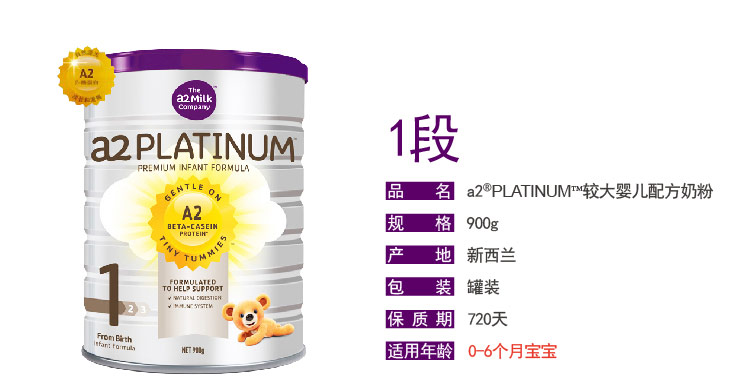 A2
The
a2Milk
Company
™
a2 PLATINUM™
PREMIUM INFANT FORMULA
GENTLE ON
A2
BETA-CASEIN
PROTEIN
TINY TUMMIES
FORMULATED
TO HELP SUPPORT
✓ NATURAL DIGESTION
✓ IMMUNE SYSTEM
1 2 3
From Birth
Infant Formula
NET 900g
1段
品 名 a2®PLATINUM™较大婴儿配方奶粉
规 格 900g
产 地 新西兰
包 装 罐装
保 质 期 720天
适用年龄 0-6个月宝宝